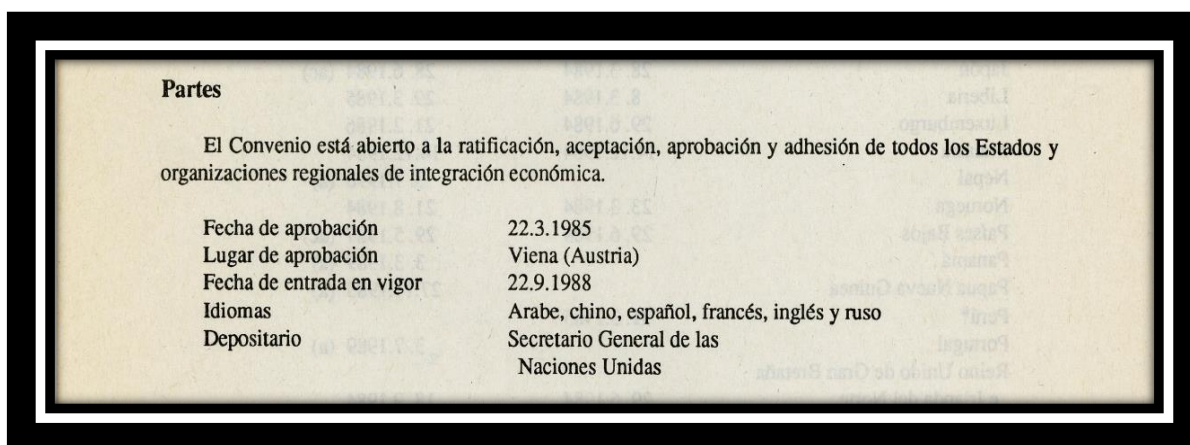 Partes
El Convenio está abierto a la ratificación, aceptación, aprobación y adhesión de todos los Estados y
organizaciones regionales de integración económica.
Fecha de aprobación 22.3.1985
Lugar de aprobación Viena (Austria)
Fecha de entrada en vigor 22.9.1988
Idiomas Arabe, chino, español, francés, inglés y ruso
Depositario Secretario General de las
Naciones Unidas